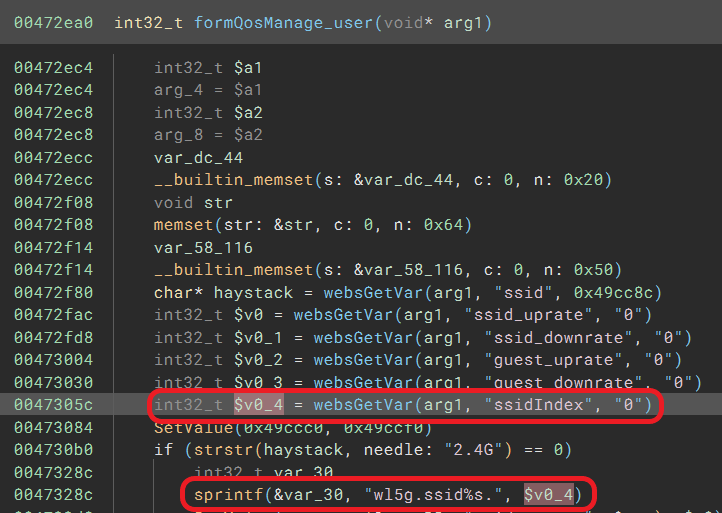 00472ea0 int32_t formQosManage_user(void* arg1)
00472ec4 int32_t $a1
00472ec4 arg_4 = $a1
00472ec8 int32_t $a2
00472ec8 arg_8 = $a2
00472ecc var_dc_44
00472ecc __builtin_memset(s: &var_dc_44, c: 0, n: 0x20)
00472f08 void str
00472f08 memset(str: &str, c: 0, n: 0x64)
00472f14 var_58_116
00472f14 __builtin_memset(s: &var_58_116, c: 0, n: 0x50)
00472f80 char* haystack = websGetVar(arg1, "ssid", 0x49cc8c)
00472fac int32_t $v0 = websGetVar(arg1, "ssid_uprate", "0")
00472fd8 int32_t $v0_1 = websGetVar(arg1, "ssid_downrate", "0")
00473004 int32_t $v0_2 = websGetVar(arg1, "guest_uprate", "0")
00473030 int32_t $v0_3 = websGetVar(arg1, "guest_downrate", "0")
0047305c int32_t $v0_4 = websGetVar(arg1, "ssidIndex", "0")
00473084 SetValue(0x49ccc0, 0x49ccf0)
004730b0 if (strstr(haystack, needle: "2.4G") == 0)
0047328c int32_t var_30
0047328c sprintf(&var_30, "wl5g.ssid%s.", $v0_4)